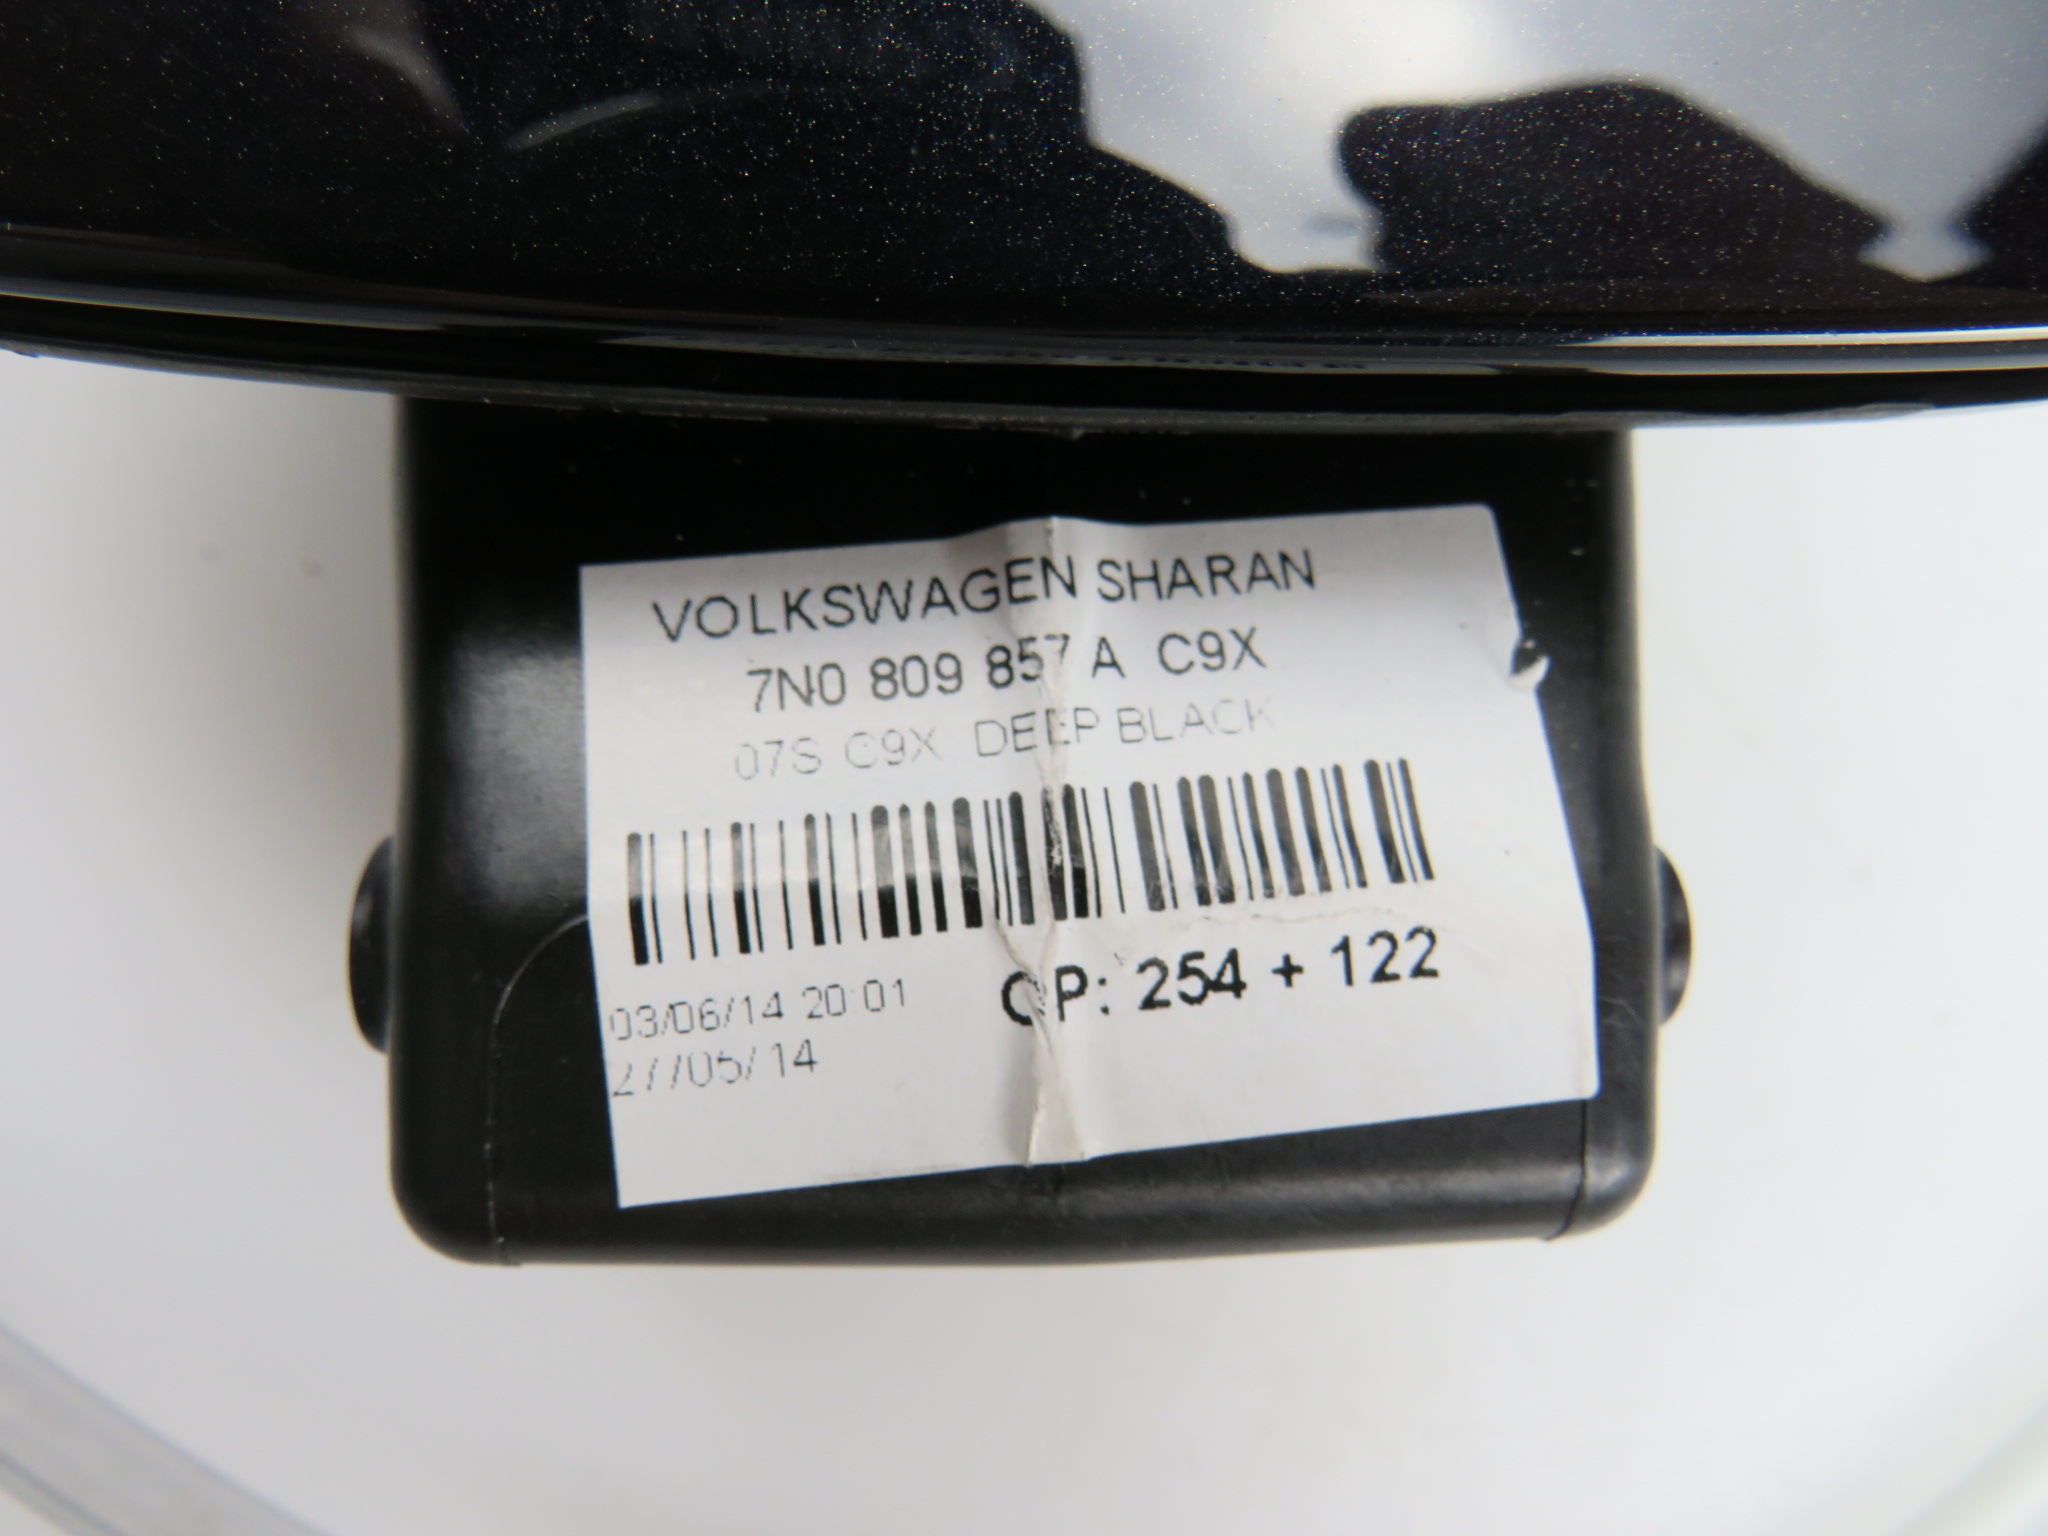 VOLKSWAGEN SHARAN
7N0 809 857 A C9X
07S C9X DEEP BLACK
03/06/14 20:01
CP: 254 + 122
27/05/14